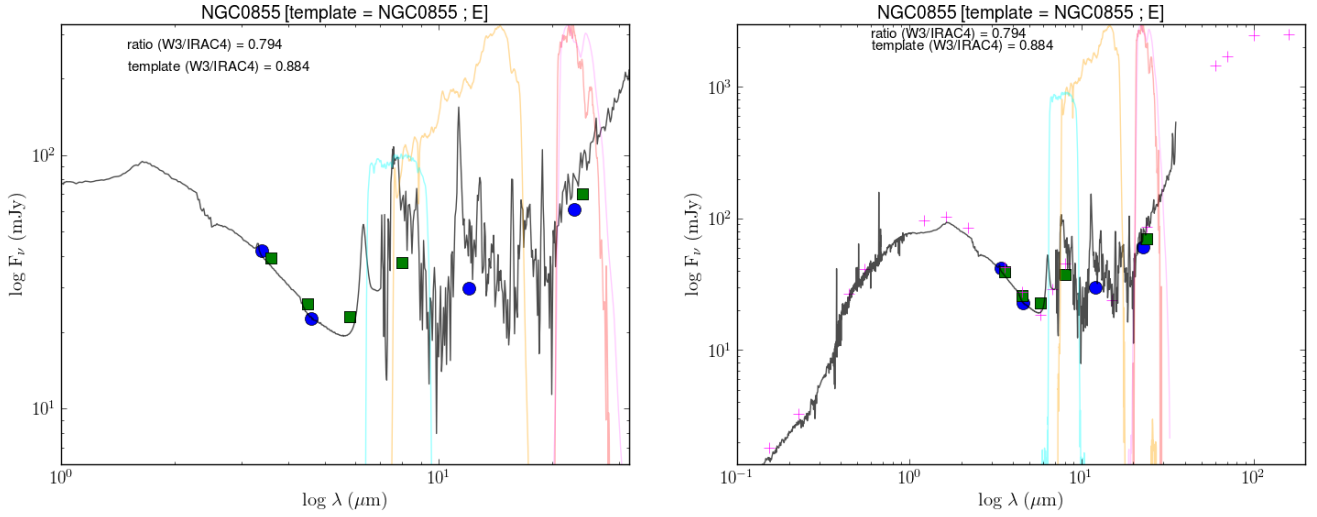 NGC0855 [template = NGC0855 ; E]
ratio (W3/IRAC4) = 0.794
template (W3/IRAC4) = 0.884
log Fν (mJy)
10²
10¹
10⁰
10¹
log λ (μm)
NGC0855 [template = NGC0855 ; E]
ratio (W3/IRAC4) = 0.794
template (W3/IRAC4) = 0.884
log Fν (mJy)
10³
10²
10¹
10⁻¹
10⁰
10¹
10²
log λ (μm)